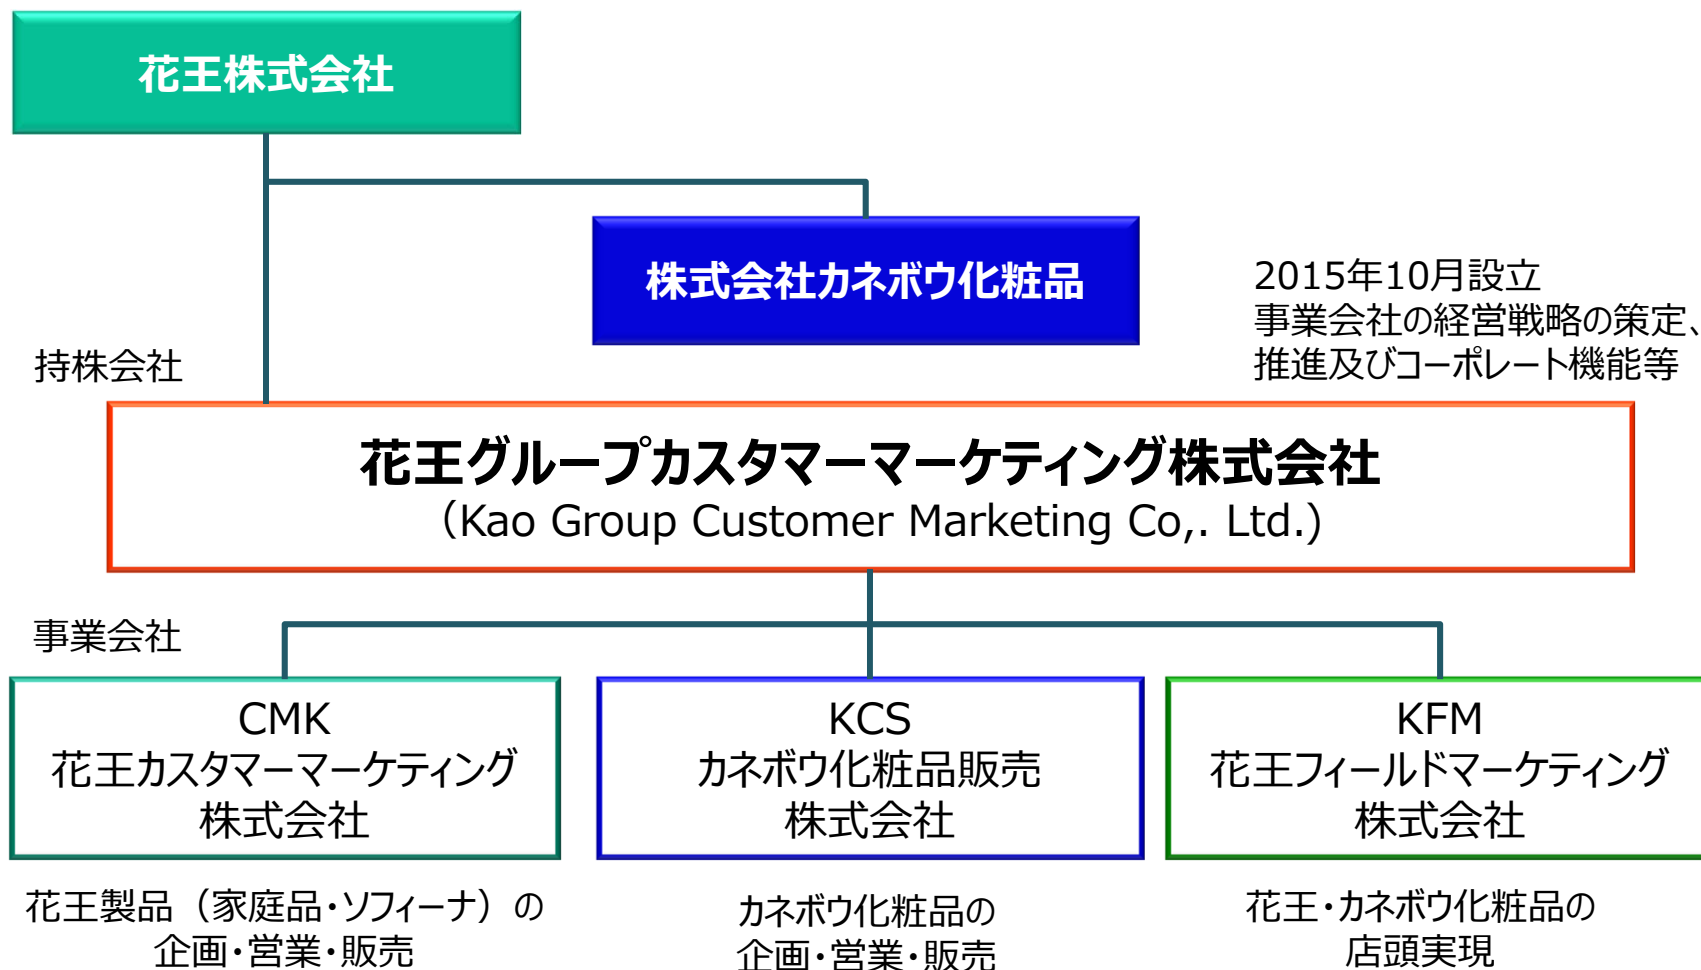 花王株式会社
株式会社カネボウ化粧品
2015年10月設立
事業会社の経営戦略の策定、
推進及びコーポレート機能等
持株会社
花王グループカスタマーマーケティング株式会社
（Kao Group Customer Marketing Co,. Ltd.)
事業会社
CMK
花王カスタマーマーケティング
株式会社
KCS
カネボウ化粧品販売
株式会社
KFM
花王フィールドマーケティング
株式会社
花王製品（家庭品・ソフィーナ）の
企画・営業・販売
カネボウ化粧品の
企画・営業・販売
花王・カネボウ化粧品の
店頭実現